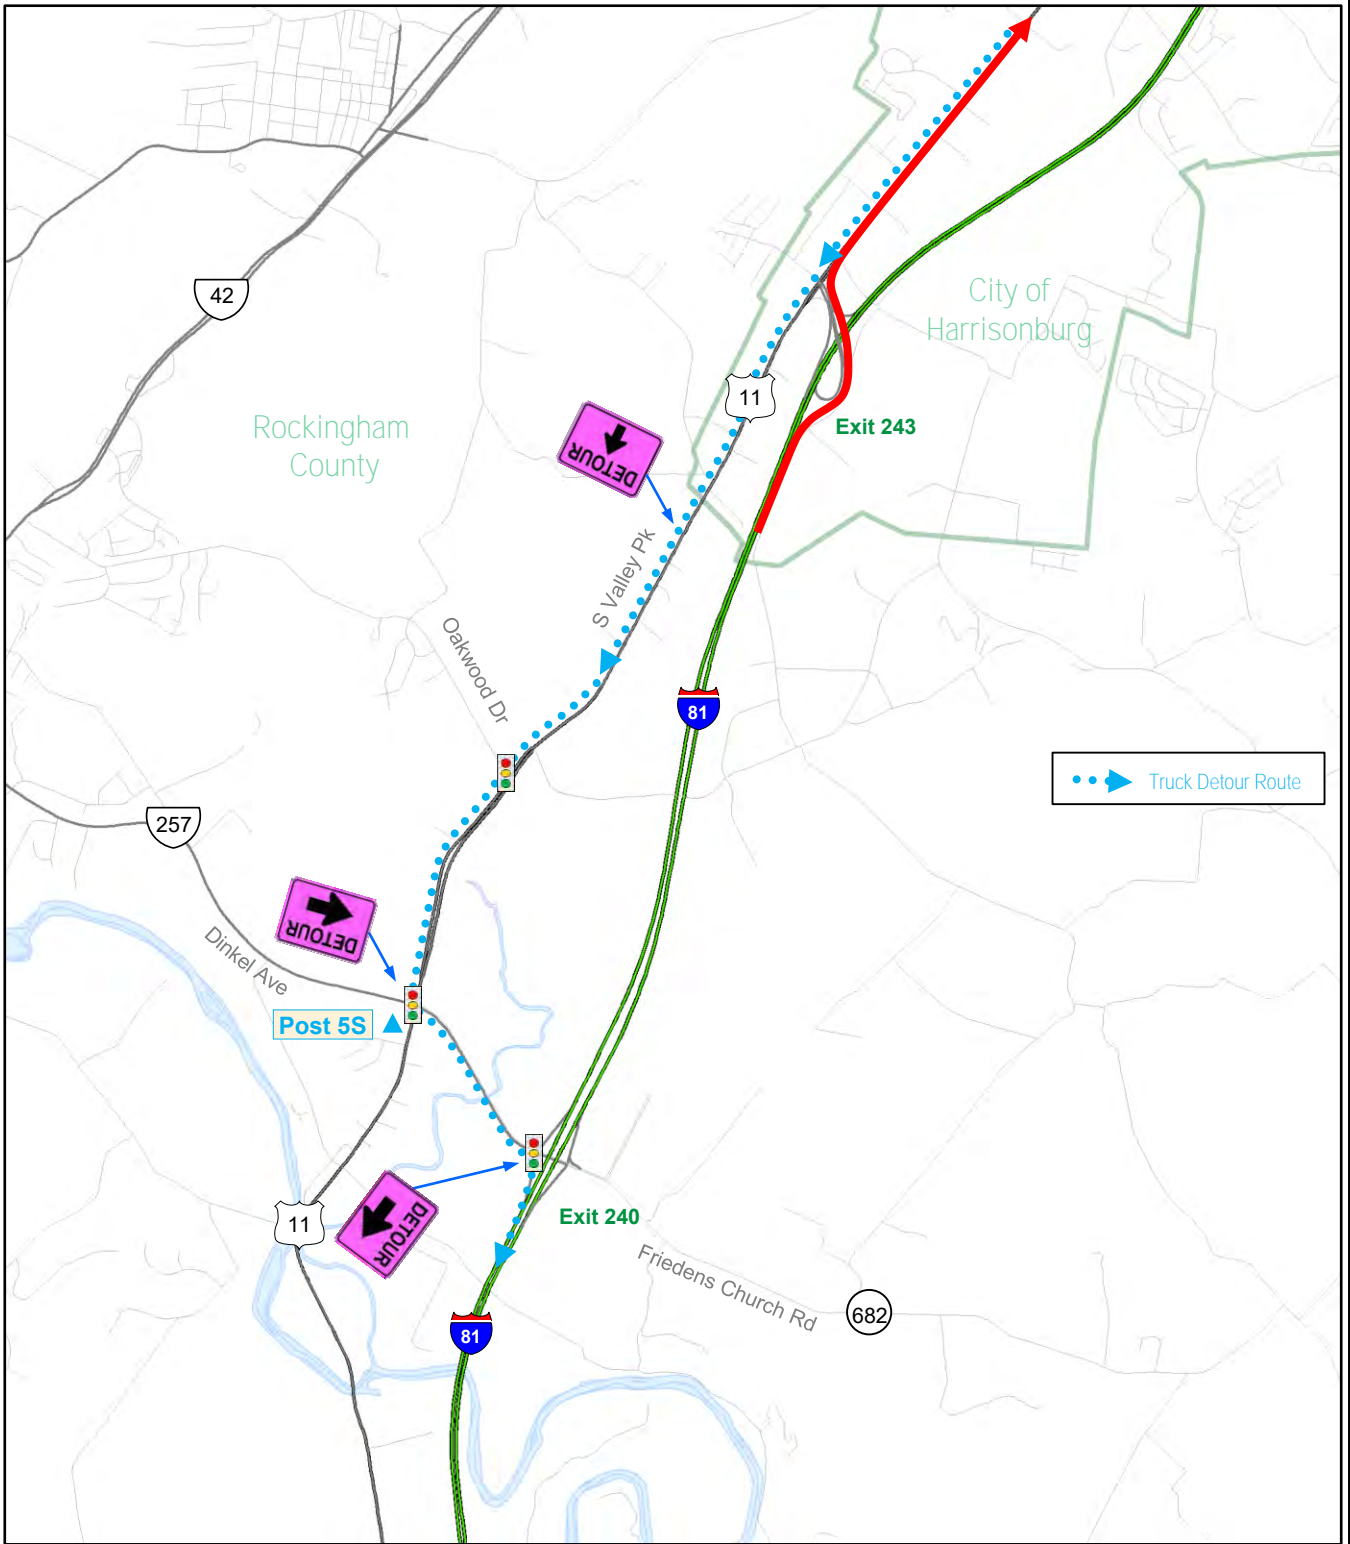 42
City of
Harrisonburg
11
Rockingham
County
Exit 243
DETOUR
S Valley Pk
Oakwood Dr
81
Truck Detour Route
257
DETOUR
Dinkel Ave
Post 5S
DETOUR
11
Exit 240
Friedens Church Rd
682
81